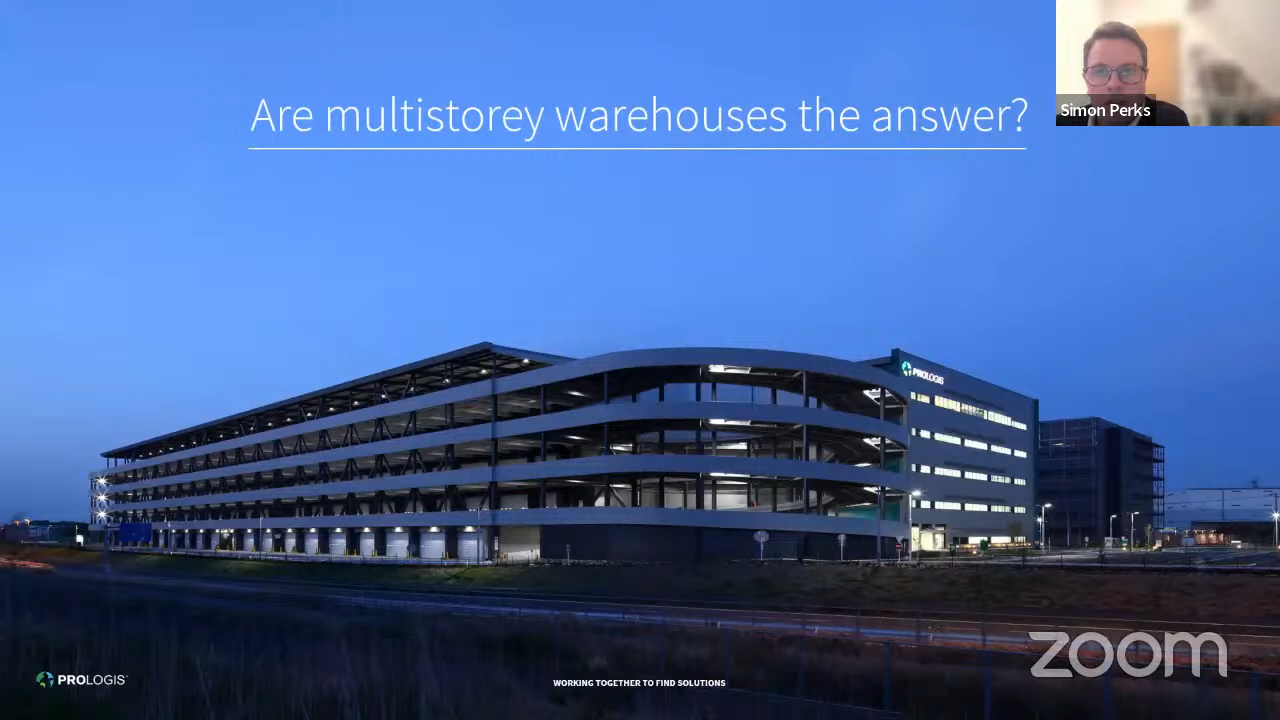 Are multistorey warehouses the answer?
Simon Perks
PROLOGIS
zoom
PROLOGIS
WORKING TOGETHER TO FIND SOLUTIONS